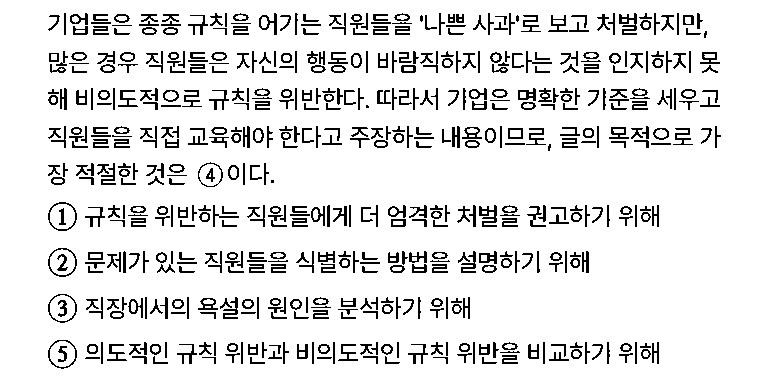 기업들은 종종 규칙을 어기는 직원들을 '나쁜 사과'로 보고 처벌하지만,
많은 경우 직원들은 자신의 행동이 바람직하지 않다는 것을 인지하지 못
해 비의도적으로 규칙을 위반한다. 따라서 기업은 명확한 기준을 세우고
직원들을 직접 교육해야 한다고 주장하는 내용이므로, 글의 목적으로 가
장 적절한 것은 ④이다.
① 규칙을 위반하는 직원들에게 더 엄격한 처벌을 권고하기 위해
② 문제가 있는 직원들을 식별하는 방법을 설명하기 위해
③ 직장에서의 욕설의 원인을 분석하기 위해
⑤ 의도적인 규칙 위반과 비의도적인 규칙 위반을 비교하기 위해